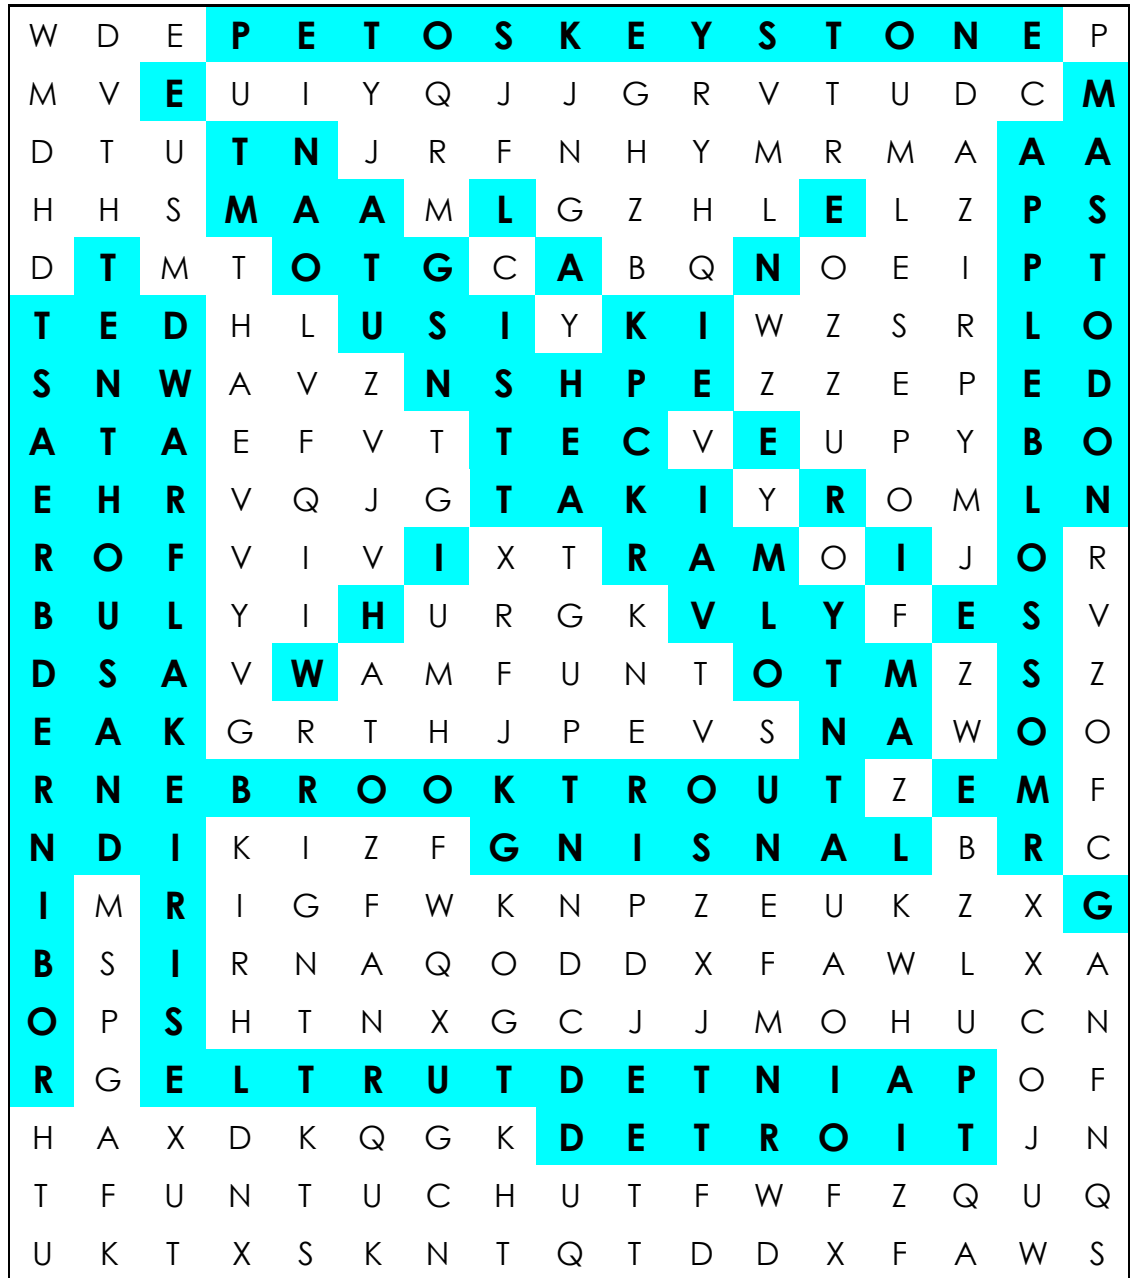 W D E P E T O S K E Y S T O N E P
M V E U I Y Q J J G R V T U D C M
D T U T N J R F N H Y M R M A A A
H H S M A A M L G Z H L E L Z P S
D T M T O T G C A B Q N O E I P T
T E D H L U S I Y K I W Z S R L O
S N W A V Z N S H P E Z Z E P E D
A T A E F V T T E C V E U P Y B O
E H R V Q J G T A K I Y R O M L N
R O F V I V I X T R A M O I J O R
B U L Y I H U R G K V L Y F E S V
D S A V W A M F U N T O T M Z S Z
E A K G R T H J P E V S N A W O O
R N E B R O O K T R O U T Z E M F
N D I K I Z F G N I S N A L B R C
I M R I G F W K N P Z E U K Z X G
B S I R N A Q O D D X F A W L X A
O P S H T N X G C J J M O H U C N
R G E L T R U T D E T N I A P O F
H A X D K Q G K D E T R O I T J N
T F U N T U C H U T F W F Z Q U Q
U K T X S K N T Q T D D X F A W S